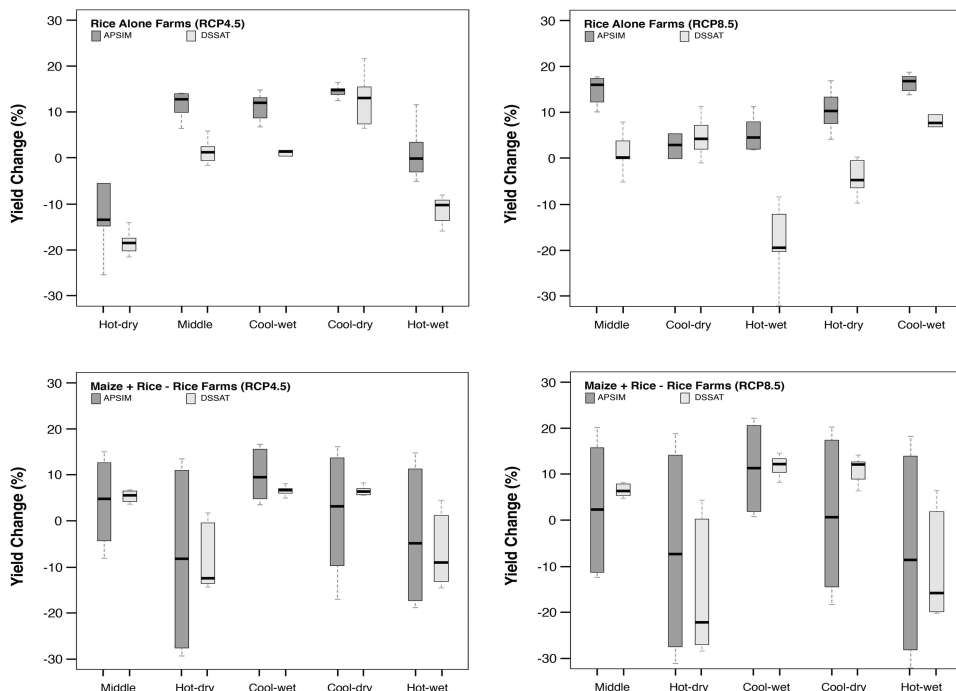 Rice Alone Farms (RCP4.5)
APSIM DSSAT
Yield Change (%)
30
20
10
0
-10
-20
-30
Hot-dry Middle Cool-wet Cool-dry Hot-wet
Rice Alone Farms (RCP8.5)
APSIM DSSAT
Yield Change (%)
30
20
10
0
-10
-20
-30
Middle Cool-dry Hot-wet Hot-dry Cool-wet
Maize + Rice - Rice Farms (RCP4.5)
APSIM DSSAT
Yield Change (%)
30
20
10
0
-10
-20
-30
Middle Hot-dry Cool-wet Cool-dry Hot-wet
Maize + Rice - Rice Farms (RCP8.5)
APSIM DSSAT
Yield Change (%)
30
20
10
0
-10
-20
-30
Middle Hot-dry Cool-wet Cool-dry Hot-wet